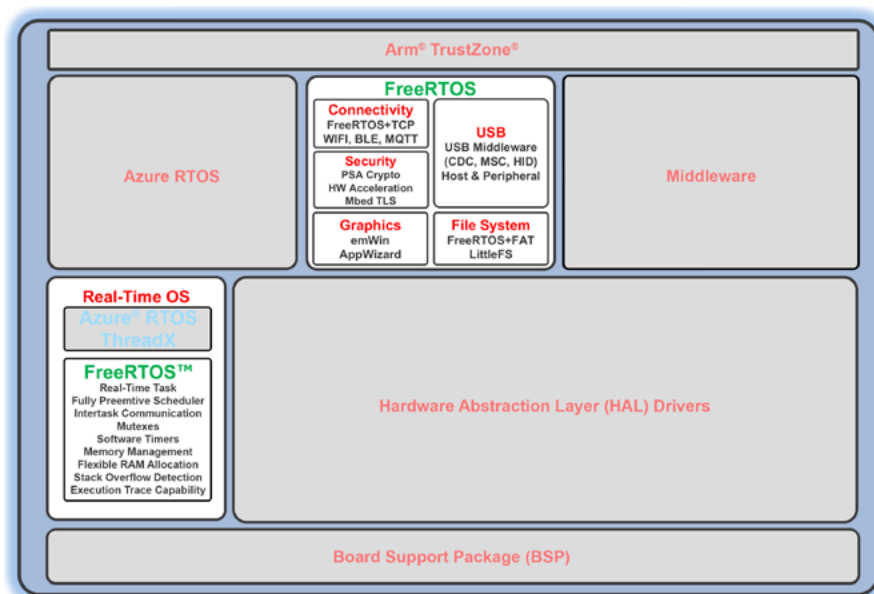 Arm® TrustZone®
Azure RTOS
FreeRTOS
Connectivity
FreeRTOS+TCP
WIFI, BLE, MQTT
Security
PSA Crypto
HW Acceleration
Mbed TLS
Graphics
emWin
AppWizard
USB
USB Middleware
(CDC, MSC, HID)
Host & Peripheral
File System
FreeRTOS+FAT
LittleFS
Middleware
Real-Time OS
Azure® RTOS
ThreadX
FreeRTOS™
Real-Time Task
Fully Preemtive Scheduler
Intertask Communication
Mutexes
Software Timers
Memory Management
Flexible RAM Allocation
Stack Overflow Detection
Execution Trace Capability
Hardware Abstraction Layer (HAL) Drivers
Board Support Package (BSP)